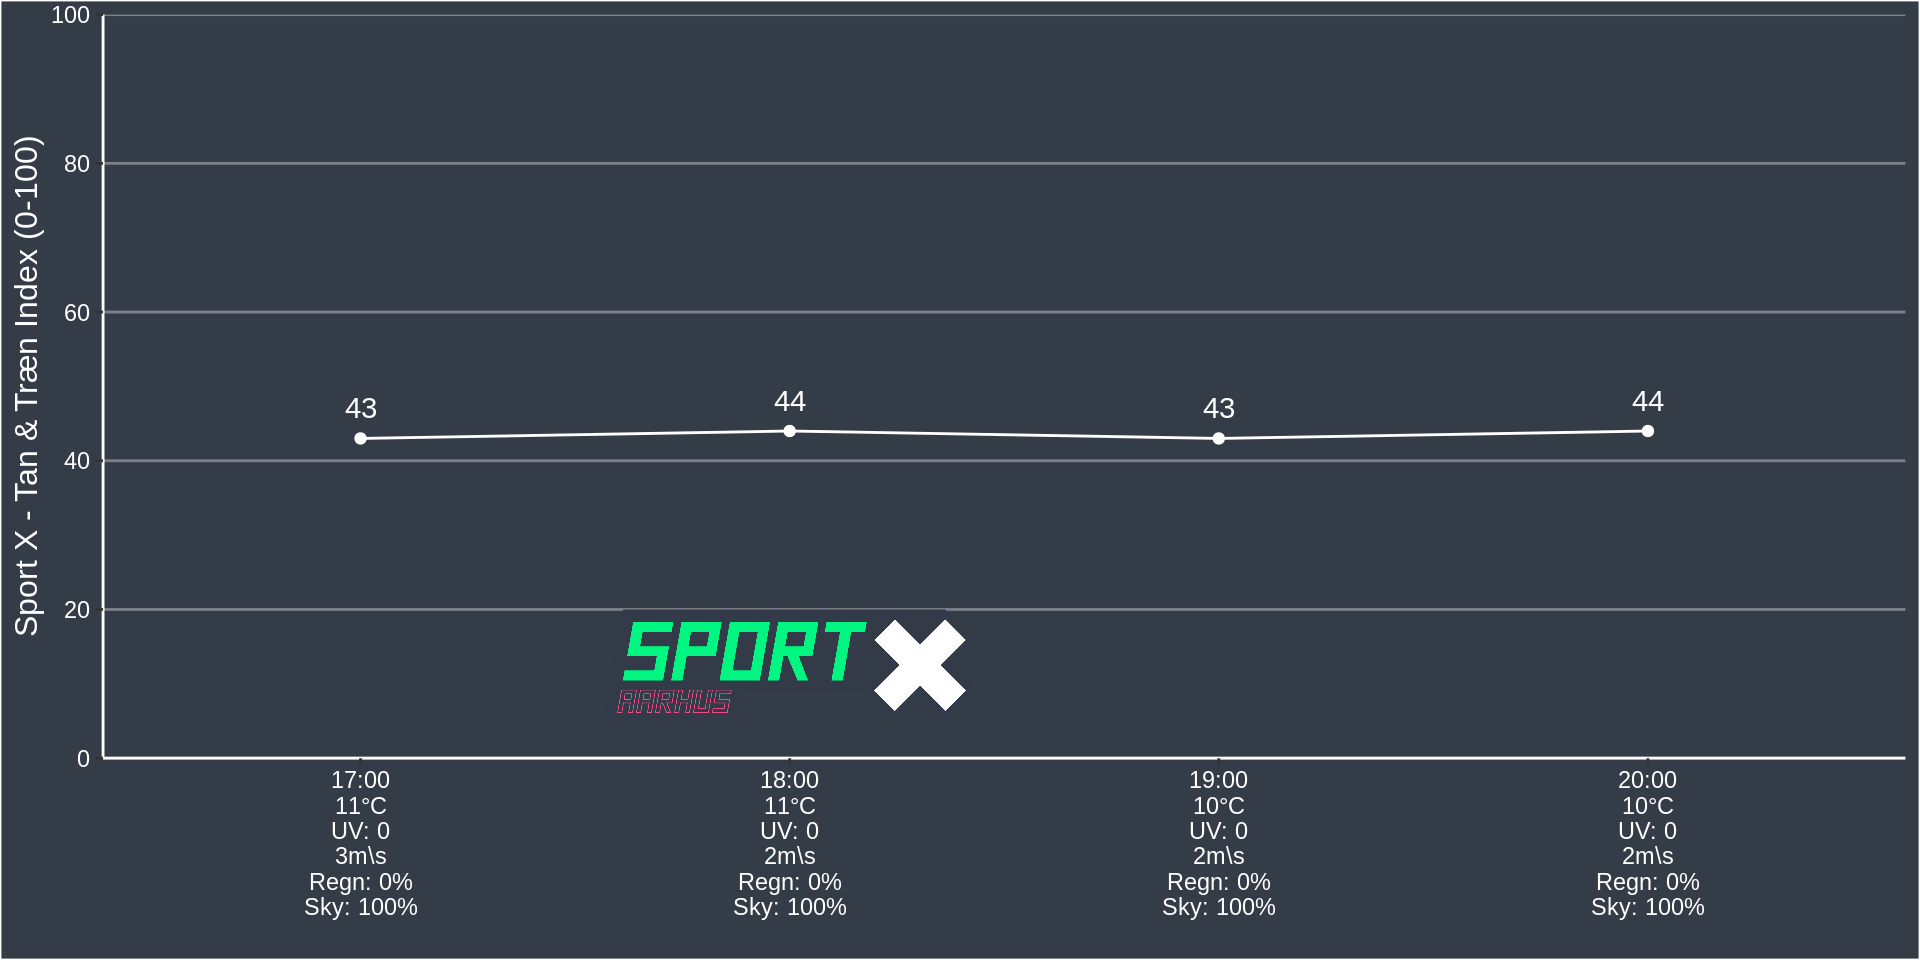 100
80
60
40
20
0
Sport X - Tan & Træn Index (0-100)
43
44
43
44
SPORT X
AARHUS
17:00
11°C
UV: 0
3m\s
Regn: 0%
Sky: 100%
18:00
11°C
UV: 0
2m\s
Regn: 0%
Sky: 100%
19:00
10°C
UV: 0
2m\s
Regn: 0%
Sky: 100%
20:00
10°C
UV: 0
2m\s
Regn: 0%
Sky: 100%